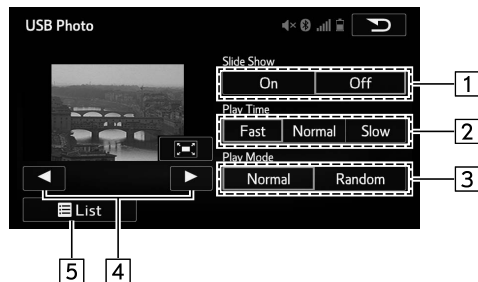 USB Photo
Slide Show
On Off
1
Play Time
Fast Normal Slow
2
Play Mode
Normal Random
3
List
5 4